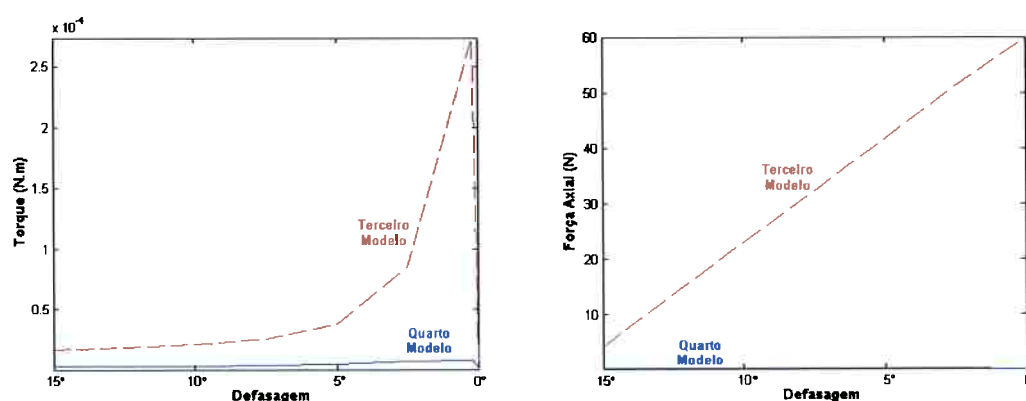 x 10⁻⁴
2.5
2
1.5
1
0.5
Torque (N.m)
Terceiro
Modelo
Quarto
Modelo
15° 10° 5° 0°
Defasagem
60
50
40
30
20
10
Força Axial (N)
Terceiro
Modelo
Quarto
Modelo
15° 10° 5° 0°
Defasagem